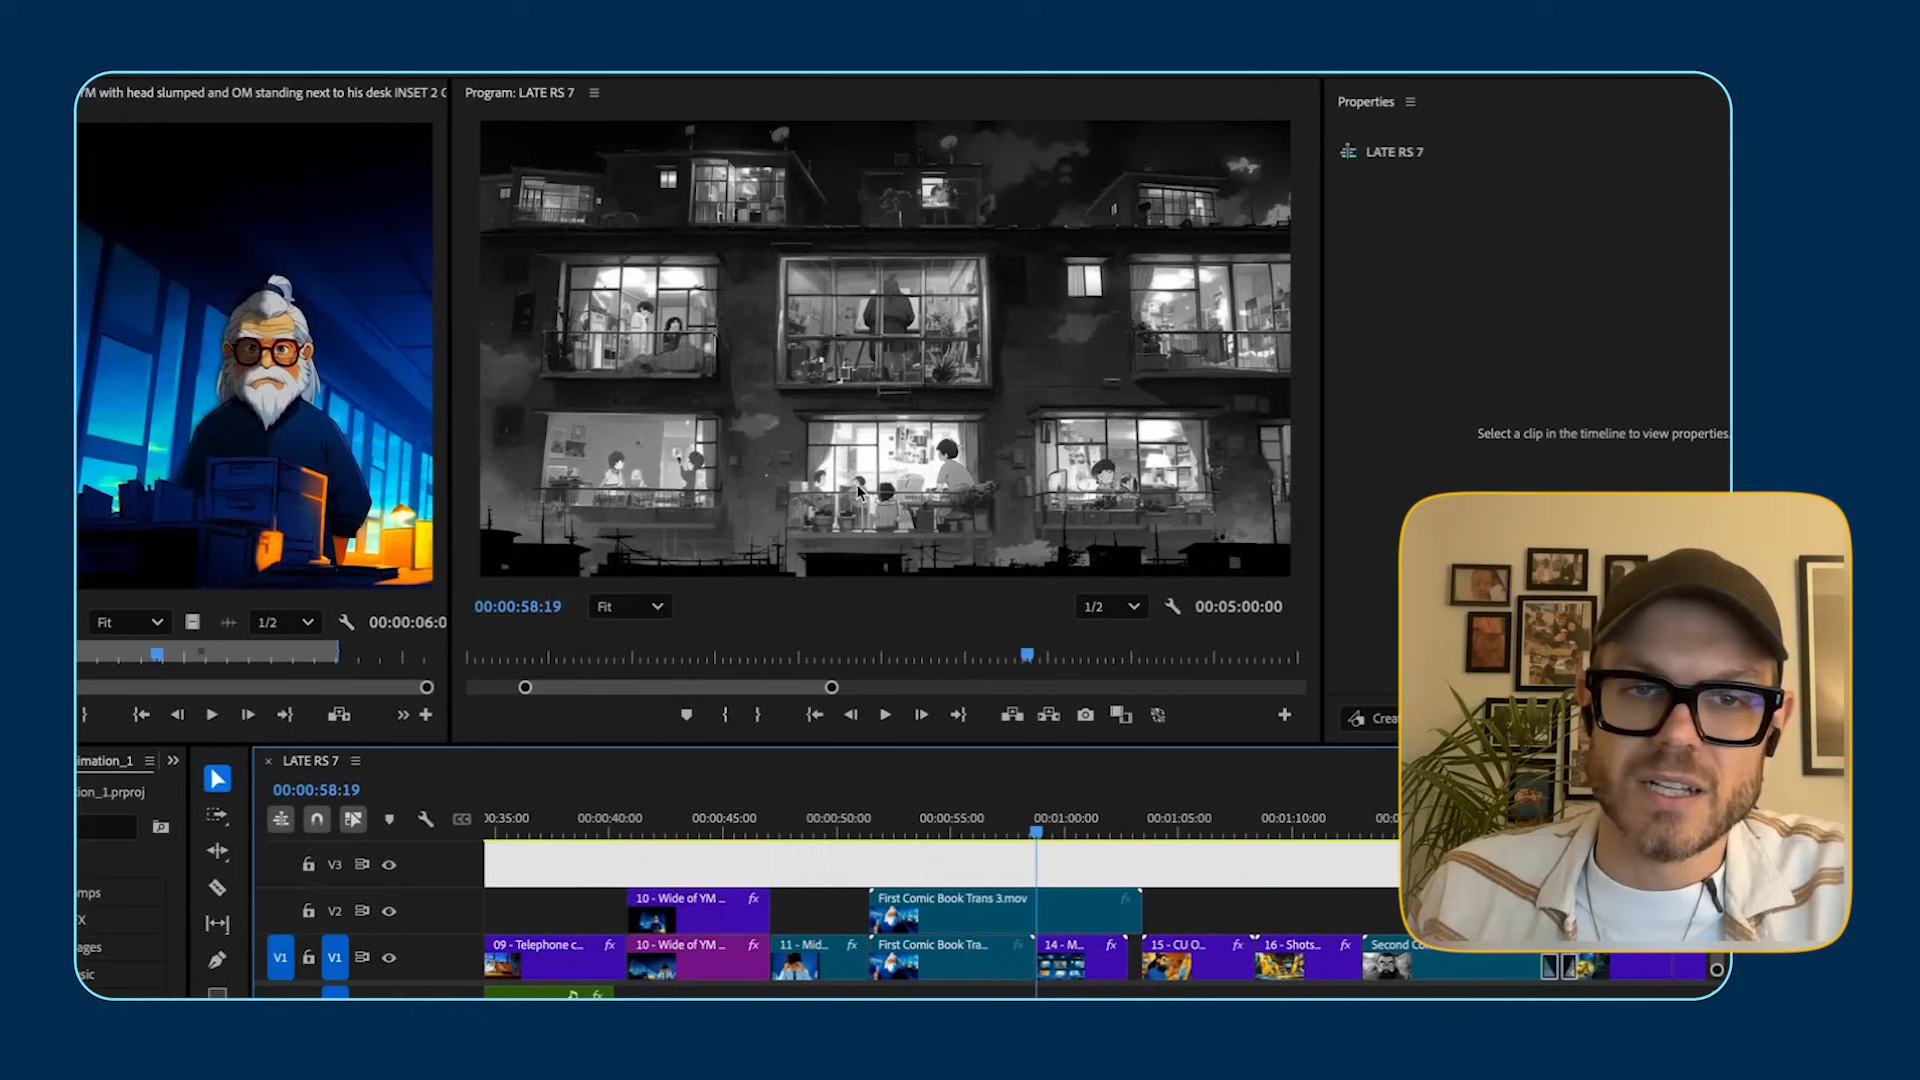 YM with head slumped and OM standing next to his desk INSET 2
Program: LATE RS 7
Properties
LATE RS 7
Select a clip in the timeline to view properties.
00:00:58:19
Fit
1/2
00:05:00:00
Fit
1/2
00:00:06:0
Crea
imation_1
ion_1.prproj
LATE RS 7
00:00:58:19
0:35:00
00:00:40:00
00:00:45:00
00:00:50:00
00:00:55:00
00:01:00:00
00:01:05:00
00:01:10:00
V3
mps
10 - Wide of YM ...
fx
First Comic Book Trans 3.mov
fx
V2
ages
09 - Telephone c...
fx
10 - Wide of YM ...
fx
11 - Mid...
fx
First Comic Book Tra...
fx
14 - M...
fx
15 - CU O...
fx
16 - Shots...
fx
Second Co
V1
V1
sic
fx